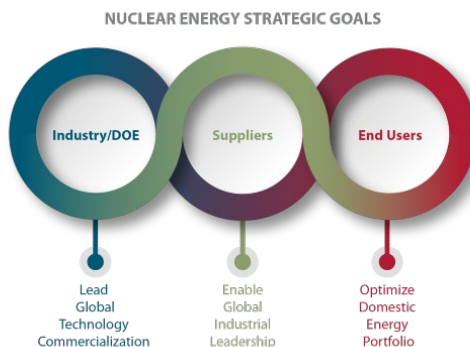 NUCLEAR ENERGY STRATEGIC GOALS
Industry/DOE
Suppliers
End Users
Lead
Global
Technology
Commercialization
Enable
Global
Industrial
Leadership
Optimize
Domestic
Energy
Portfolio